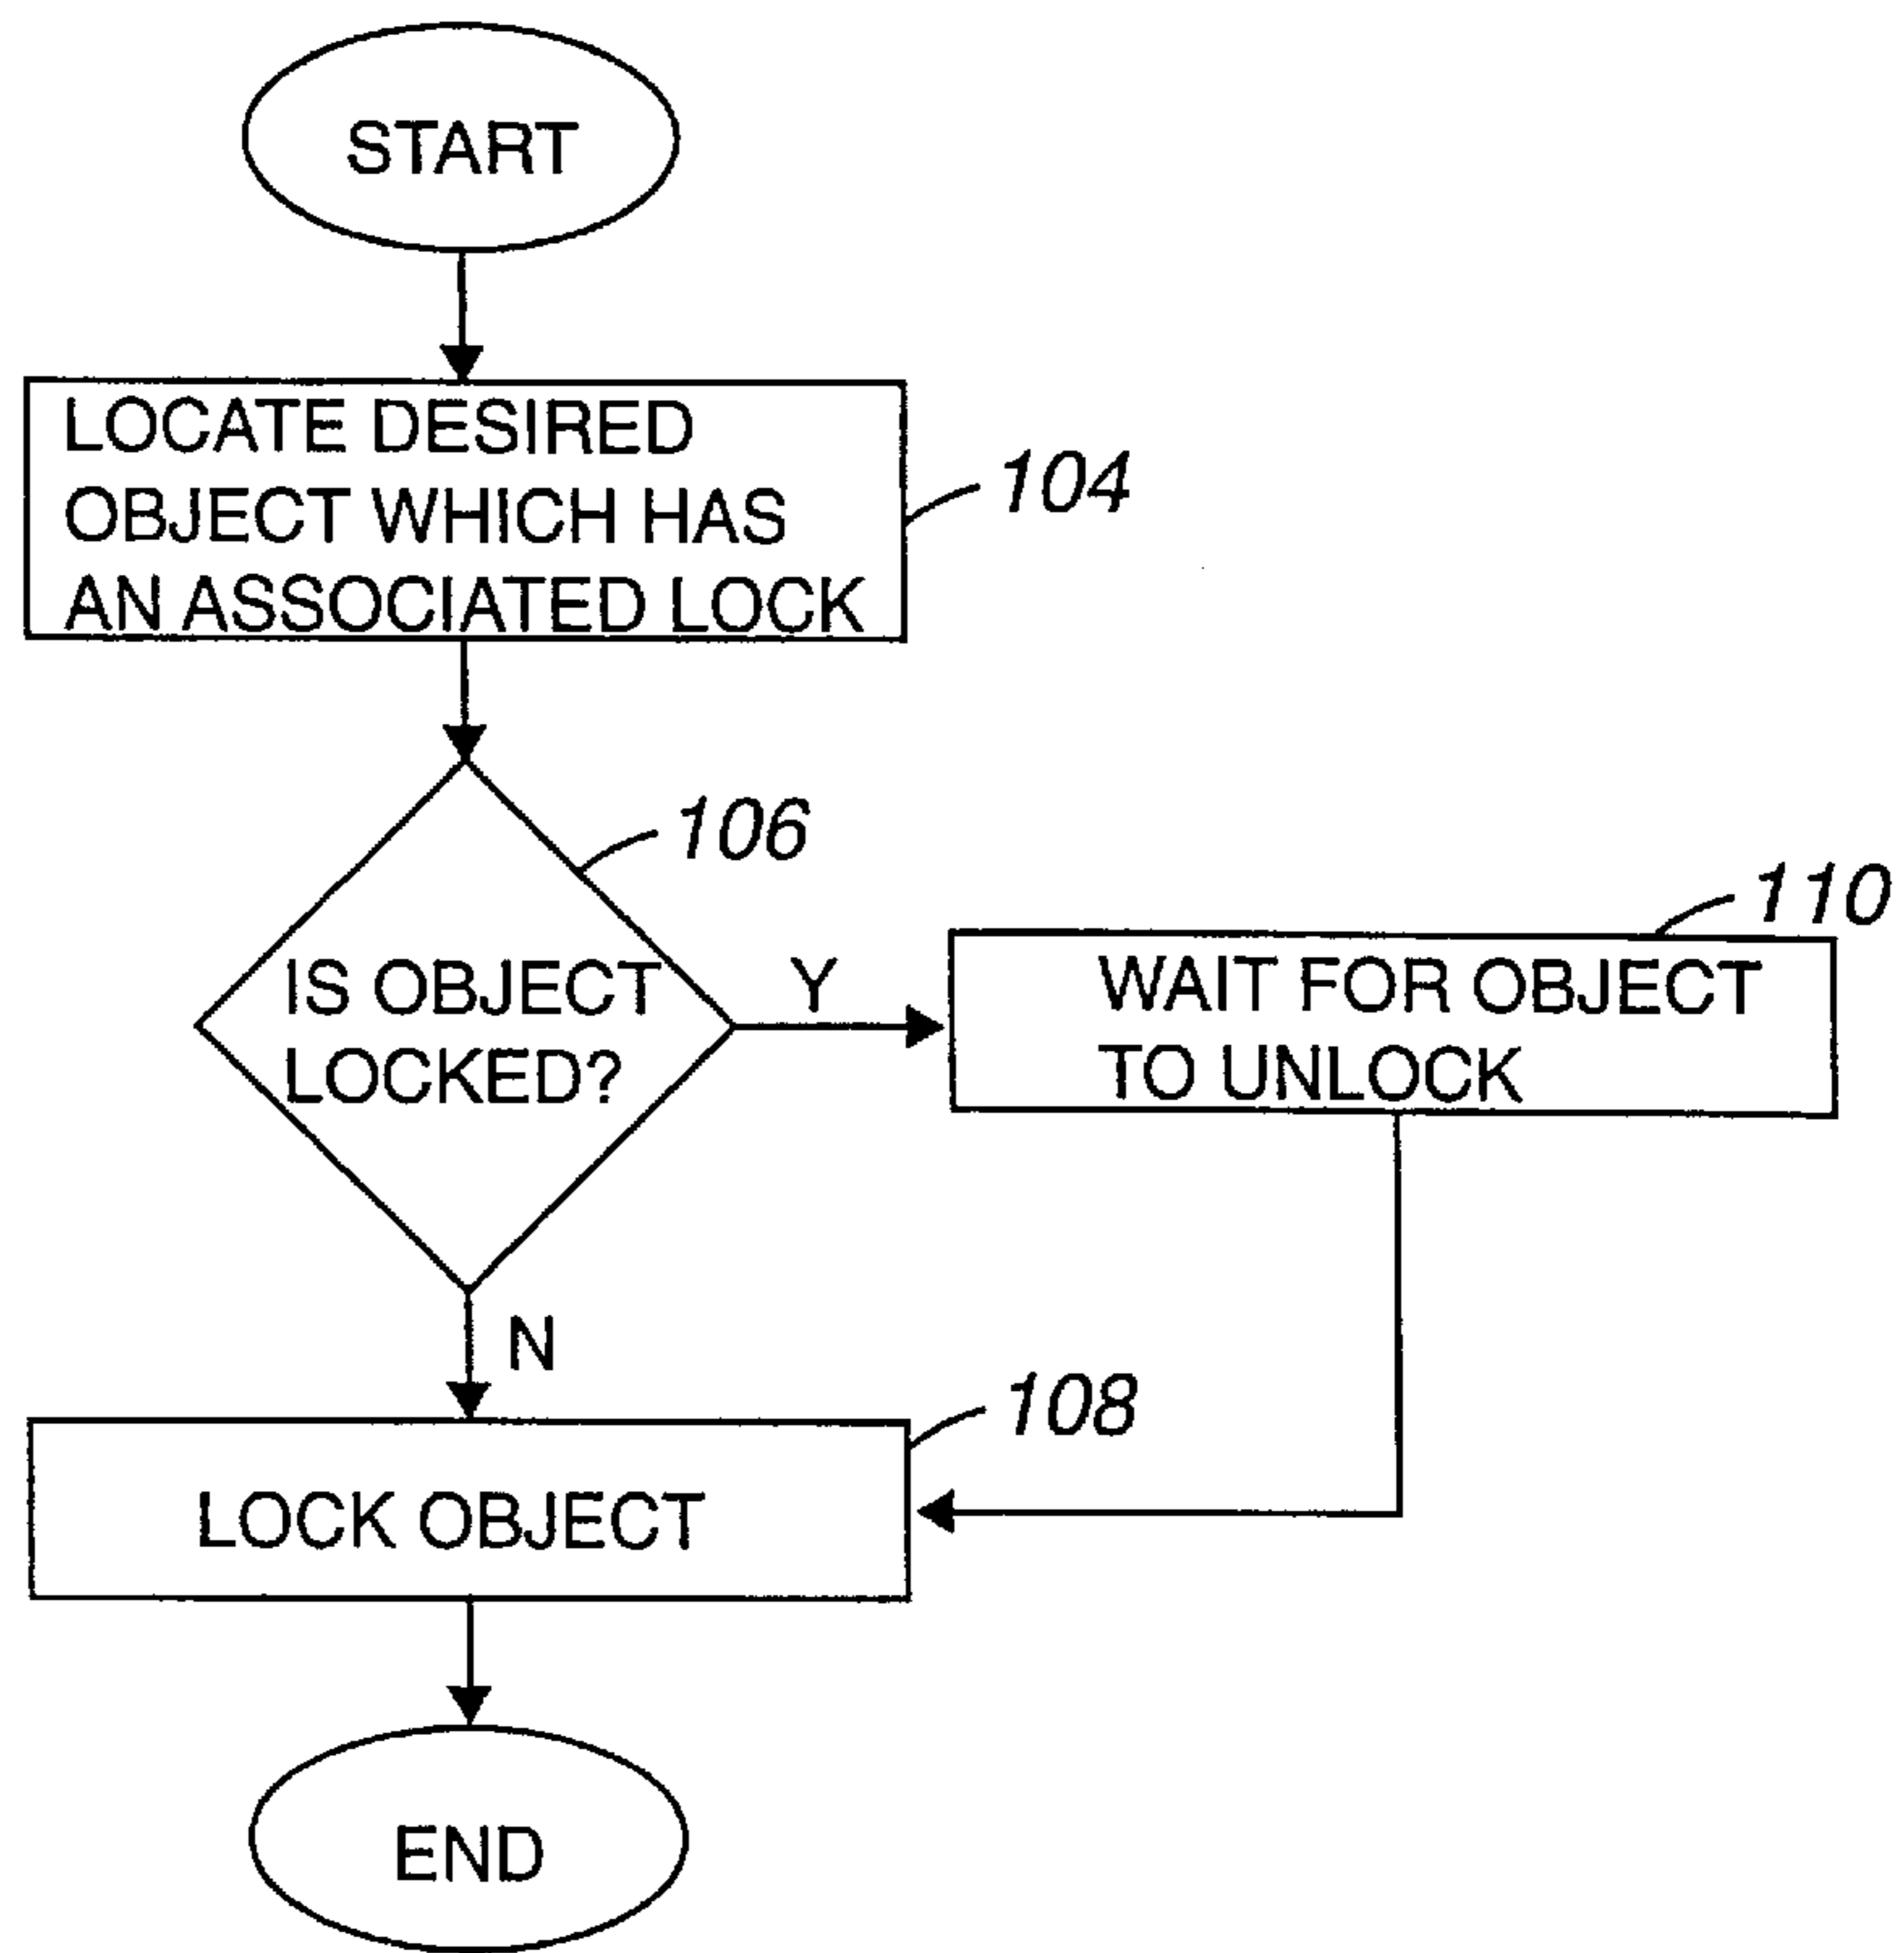 START
LOCATE DESIRED
OBJECT WHICH HAS
AN ASSOCIATED LOCK
104
106
IS OBJECT
LOCKED?
Y
110
WAIT FOR OBJECT
TO UNLOCK
N
108
LOCK OBJECT
END